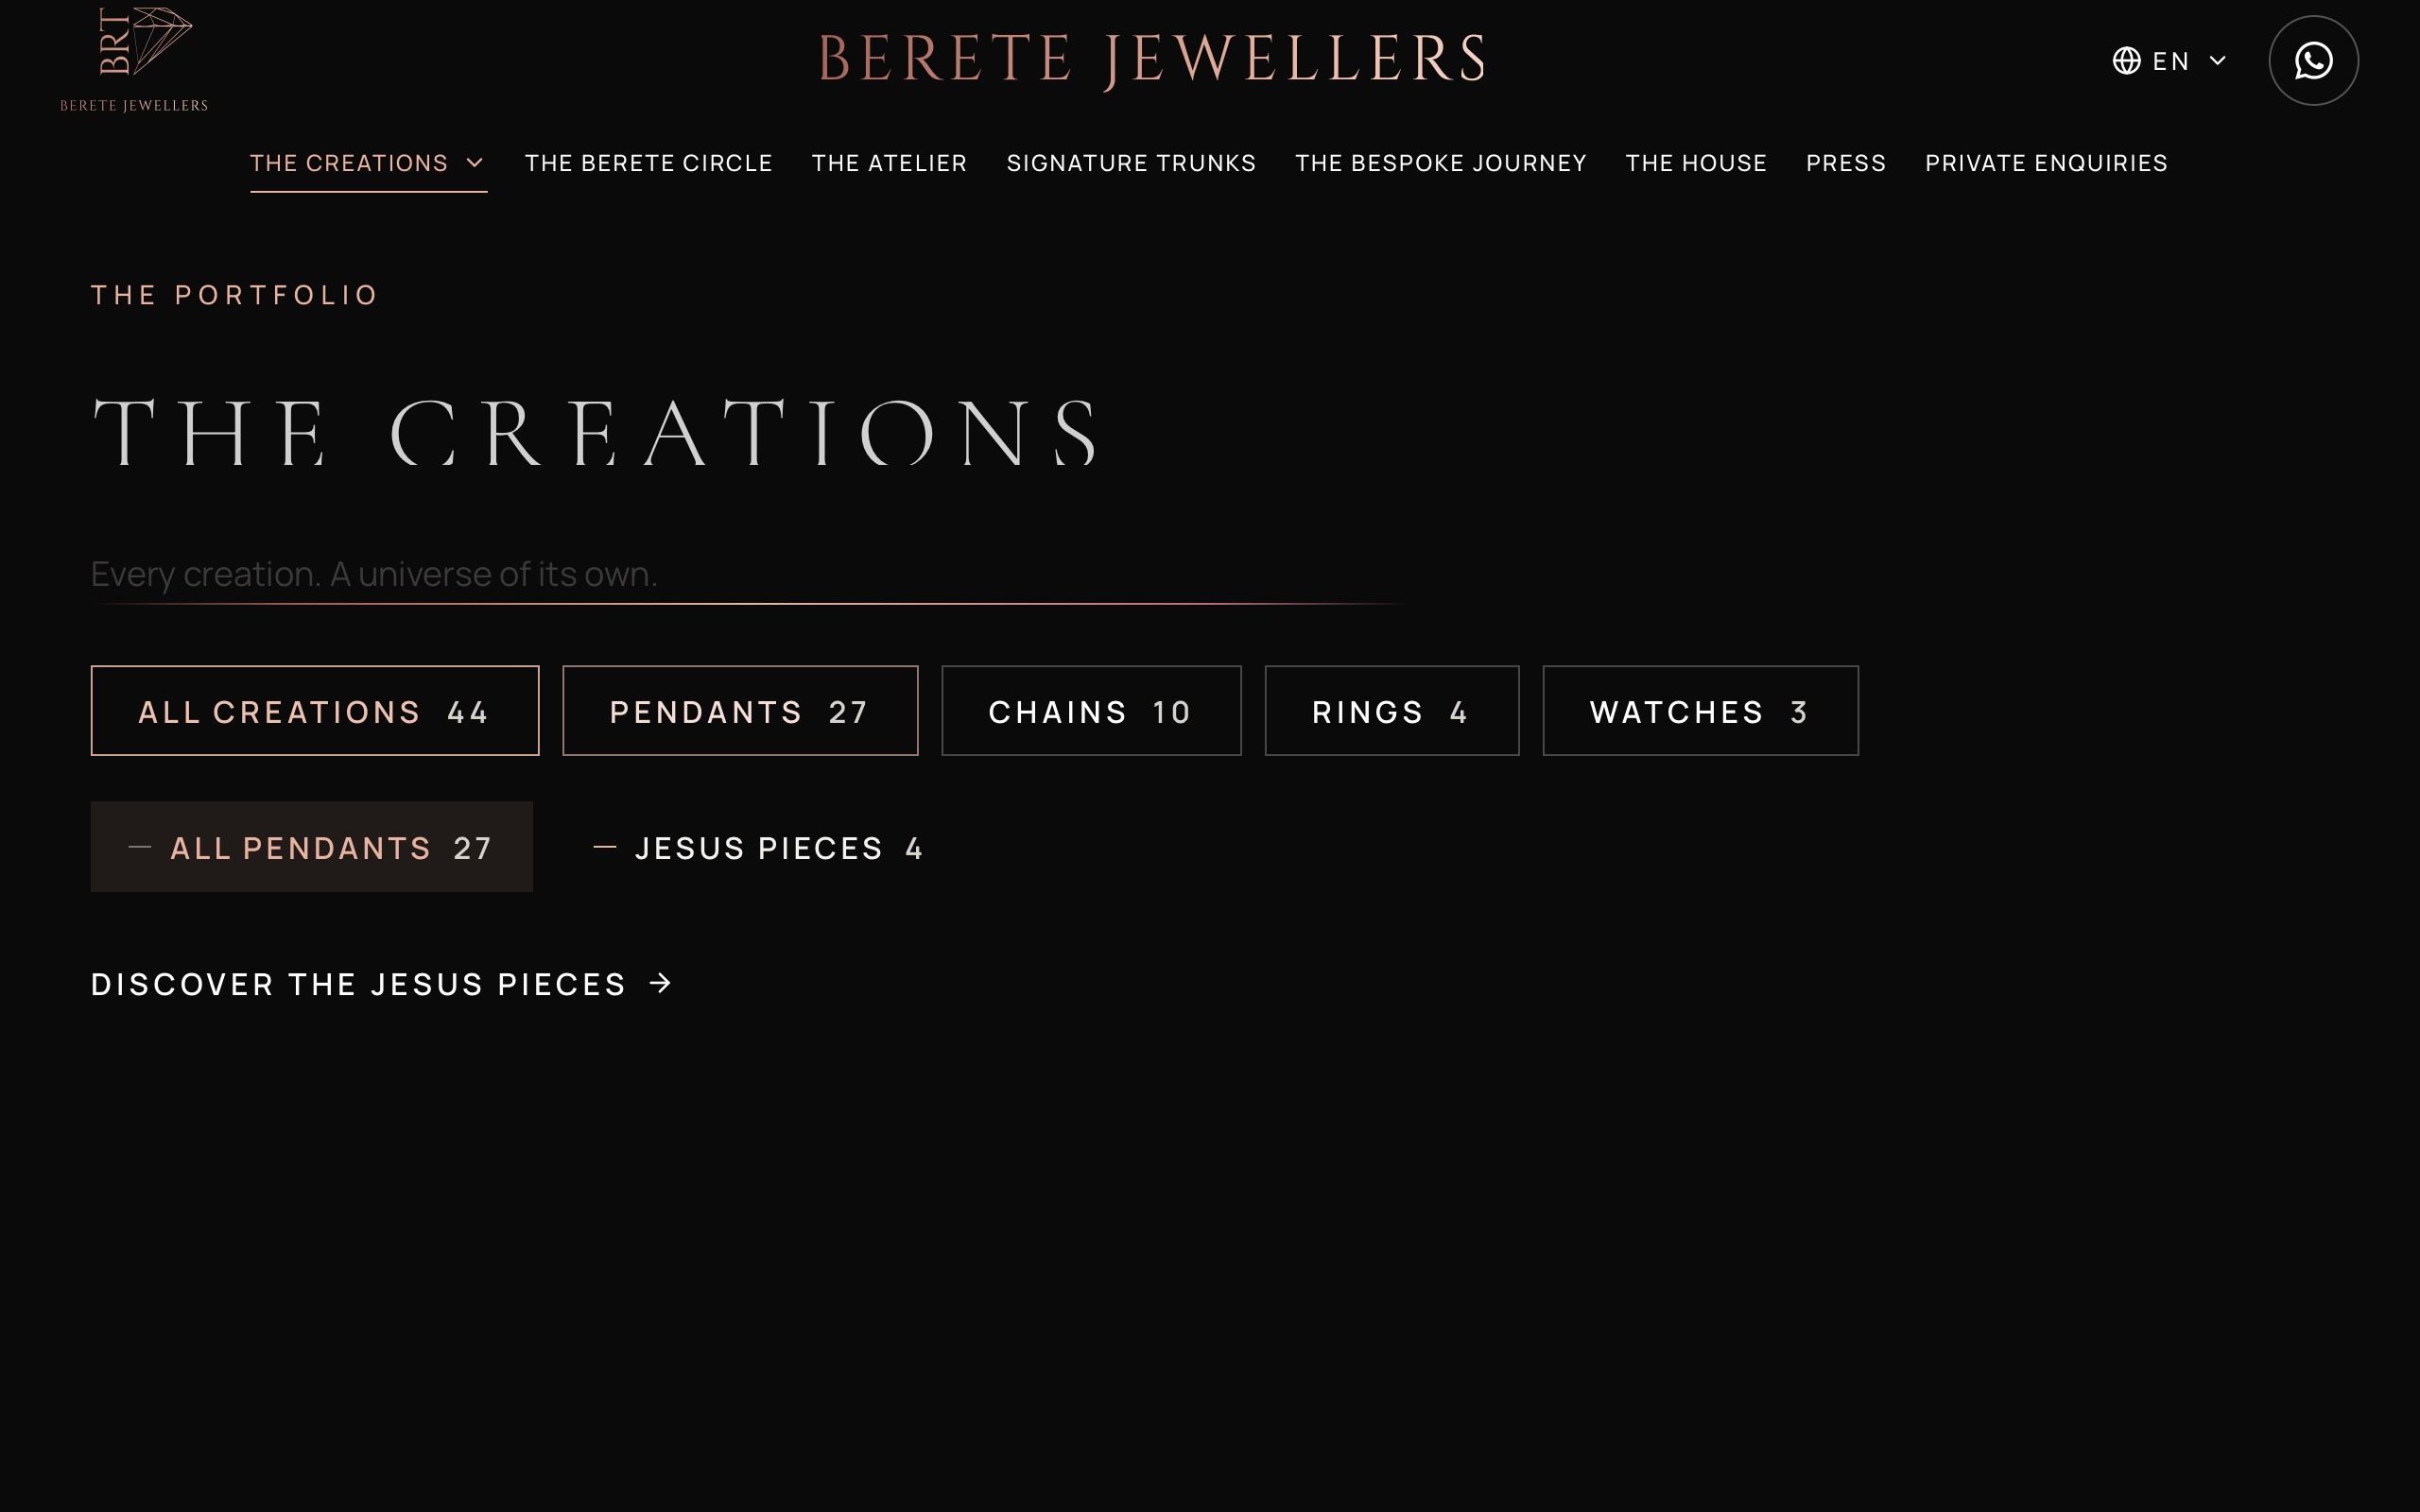 BRT
BERETE JEWELLERS
BERETE JEWELLERS
EN
THE CREATIONS THE BERETE CIRCLE THE ATELIER SIGNATURE TRUNKS THE BESPOKE JOURNEY THE HOUSE PRESS PRIVATE ENQUIRIES
THE PORTFOLIO
THE CREATIONS
Every creation. A universe of its own.
ALL CREATIONS 44 PENDANTS 27 CHAINS 10 RINGS 4 WATCHES 3
— ALL PENDANTS 27 — JESUS PIECES 4
DISCOVER THE JESUS PIECES →